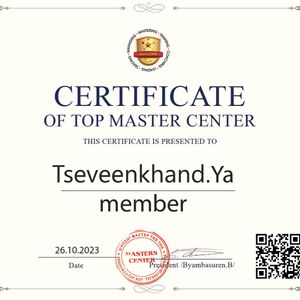 MASTERS
CERTIFICATE
OF TOP MASTER CENTER
THIS CERTIFICATE IS PRESENTED TO
Tseveenkhand.Ya
member
26.10.2023
MASTERS
CENTER
Date
President /Byambasuren.B/